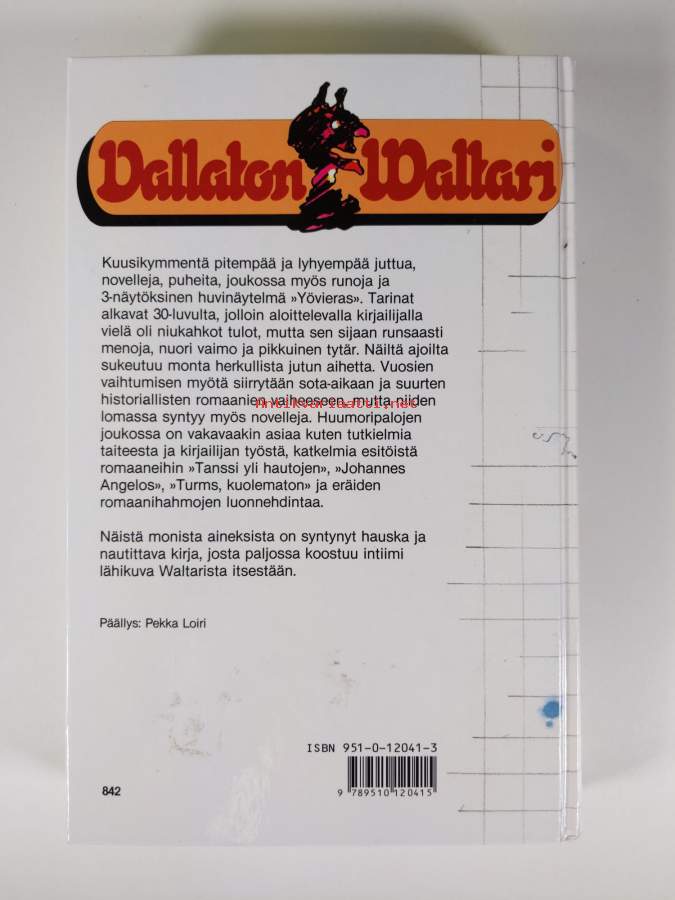 Vallaton Waltari
Kuusikymmentä pitempää ja lyhyempää juttua,
novelleja, puheita, joukossa myös runoja ja
3-näytöksinen huvinäytelmä »Yövieras». Tarinat
alkavat 30-luvulta, jolloin aloittelevalla kirjailijalla
vielä oli niukahkot tulot, mutta sen sijaan runsaasti
menoja, nuori vaimo ja pikkuinen tytär. Näiltä ajoilta
sukeutuu monta herkullista jutun aihetta. Vuosien
vaihtumisen myötä siirrytään sota-aikaan ja suurten
historiallisten romaanien vaiheeseen mutta niiden
Antikvariaatti.net
lomassa syntyy myös novelleja. Huumoripalojen
joukossa on vakavaakin asiaa kuten tutkielmia
taiteesta ja kirjailijan työstä, katkelmia esitöistä
romaaneihin »Tanssi yli hautojen», »Johannes
Angelos», »Turms, kuolematon» ja eräiden
romaanihahmojen luonnehdintaa.
Näistä monista aineksista on syntynyt hauska ja
nautittava kirja, josta paljossa koostuu intiimi
lähikuva Waltarista itsestään.
Päällys: Pekka Loiri
ISBN 951-0-12041-3
842
9 789510 120415